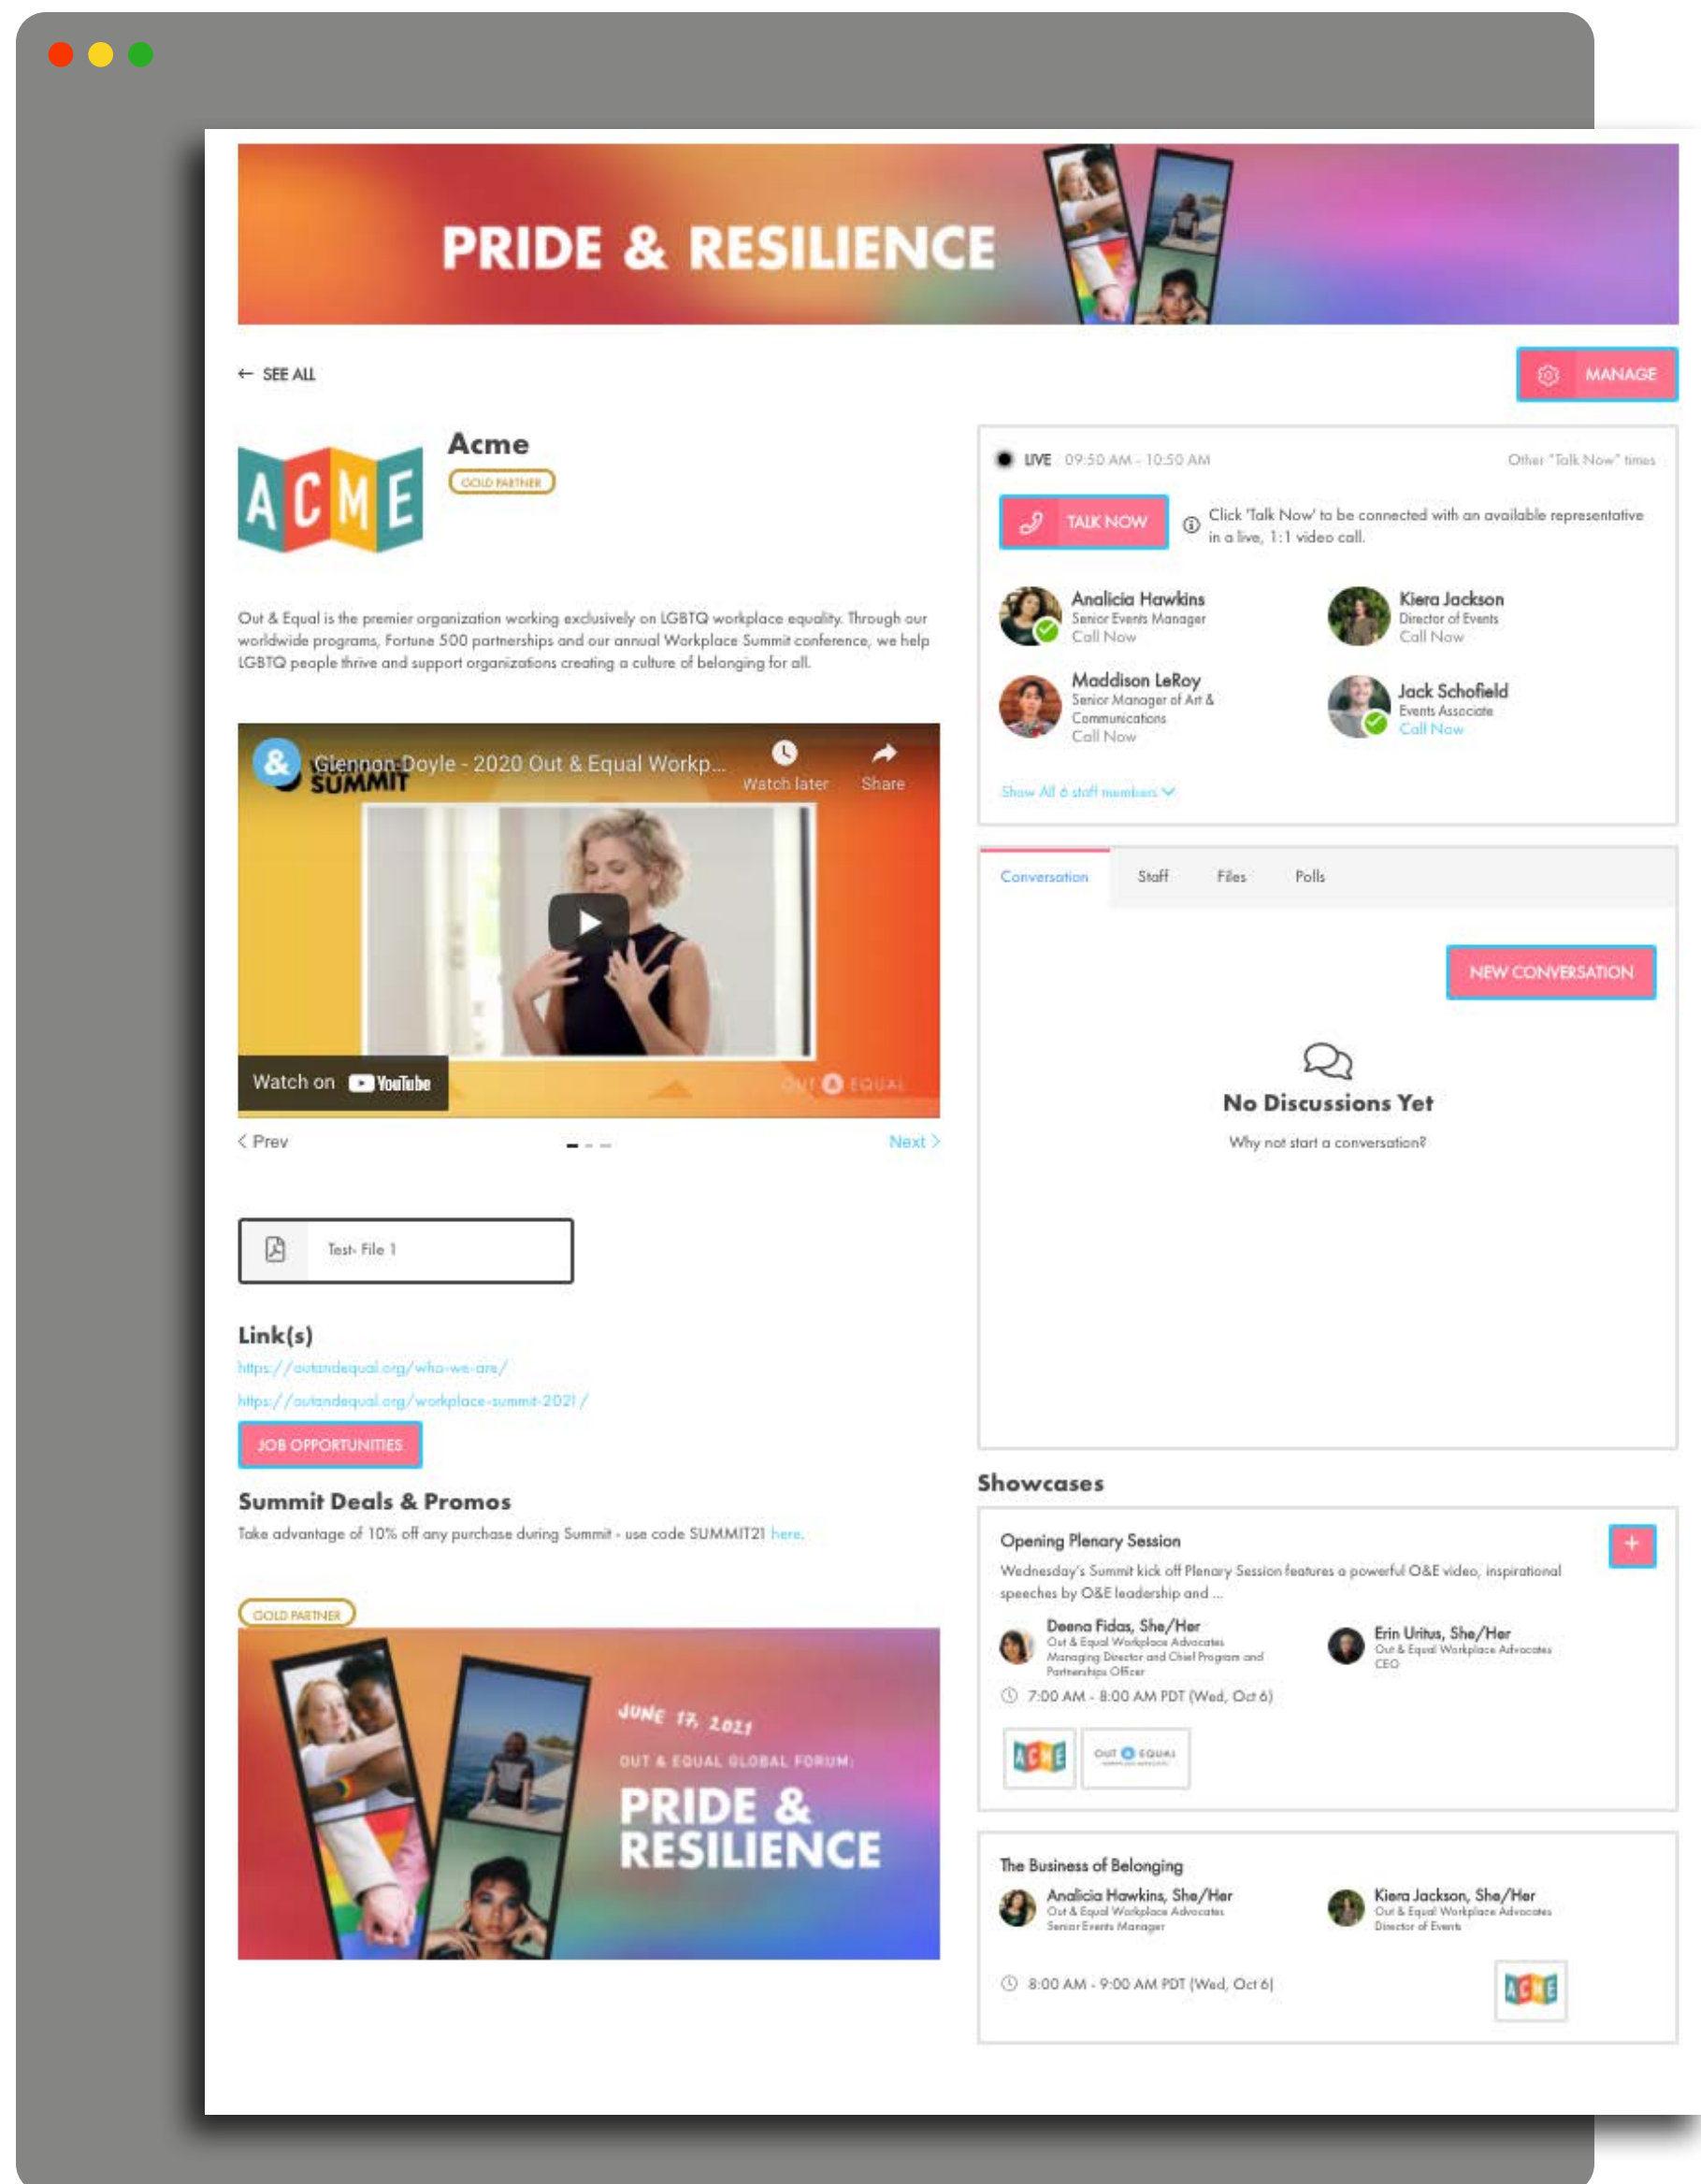 PRIDE & RESILIENCE
← SEE ALL
MANAGE
ACME
Acme
GOLD PARTNER
Out & Equal is the premier organization working exclusively on LGBTQ workplace equality. Through our
worldwide programs, Fortune 500 partnerships and our annual Workplace Summit conference, we help
LGBTQ people thrive and support organizations creating a culture of belonging for all.
&
Glennon Doyle - 2020 Out & Equal Workp...
SUMMIT
Watch later
Share
Watch on YouTube
OUT & EQUAL
< Prev
Next >
Test- File 1
Link(s)
https://outandequal.org/who-we-are/
https://outandequal.org/workplace-summit-2021/
JOB OPPORTUNITIES
Summit Deals & Promos
Take advantage of 10% off any purchase during Summit - use code SUMMIT21 here.
GOLD PARTNER
JUNE 17, 2021
OUT & EQUAL GLOBAL FORUM:
PRIDE &
RESILIENCE
LIVE 09:50 AM - 10:50 AM
Other "Talk Now" times
TALK NOW
Click 'Talk Now' to be connected with an available representative
in a live, 1:1 video call.
Analicia Hawkins
Senior Events Manager
Call Now
Kiera Jackson
Director of Events
Call Now
Maddison LeRoy
Senior Manager of Art &
Communications
Call Now
Jack Schofield
Events Associate
Call Now
Show All 6 staff members
Conversation Staff Files Polls
NEW CONVERSATION
No Discussions Yet
Why not start a conversation?
Showcases
Opening Plenary Session
+
Wednesday's Summit kick off Plenary Session features a powerful O&E video, inspirational
speeches by O&E leadership and ...
Deena Fidas, She/Her
Out & Equal Workplace Advocates
Managing Director and Chief Program and
Partnerships Officer
Erin Uritus, She/Her
Out & Equal Workplace Advocates
CEO
7:00 AM - 8:00 AM PDT (Wed, Oct 6)
ACME
OUT & EQUAL
The Business of Belonging
Analicia Hawkins, She/Her
Out & Equal Workplace Advocates
Senior Events Manager
Kiera Jackson, She/Her
Out & Equal Workplace Advocates
Director of Events
8:00 AM - 9:00 AM PDT (Wed, Oct 6)
ACME